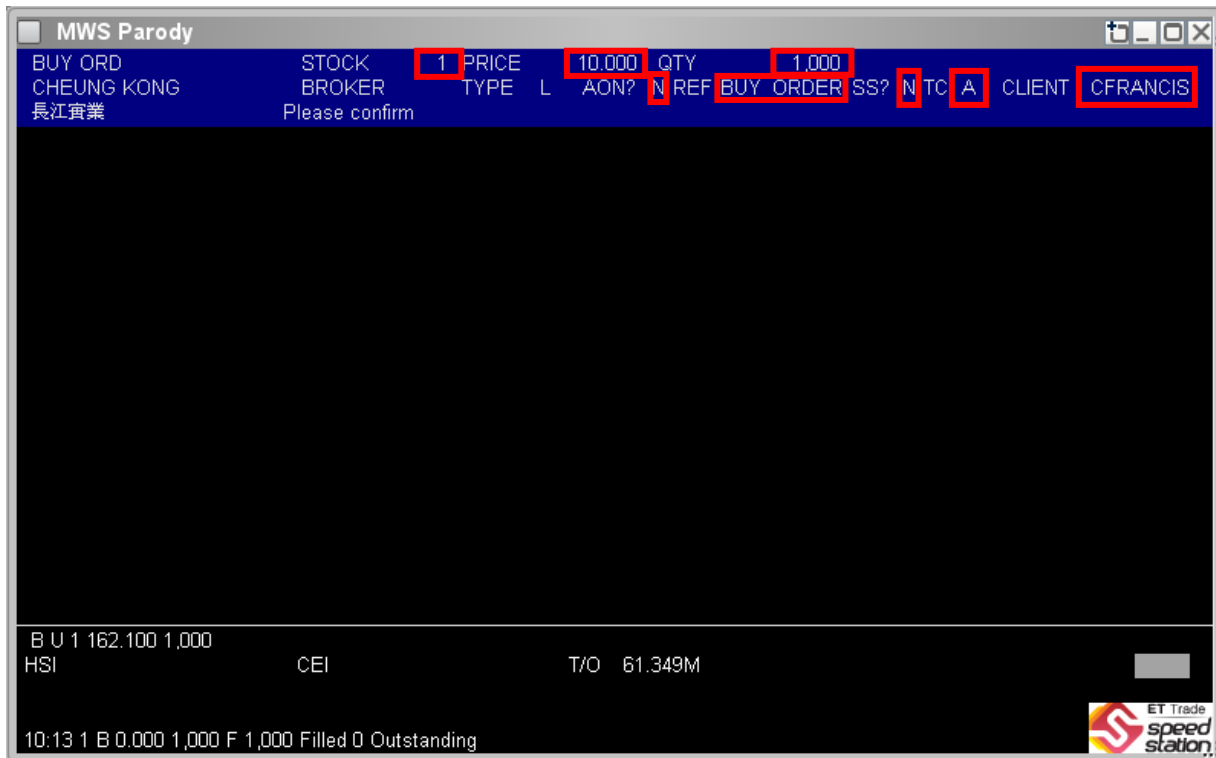 MWS Parody
BUY ORD STOCK 1 PRICE 10.000 QTY 1,000
CHEUNG KONG BROKER TYPE L AON? N REF BUY ORDER SS? N TC A CLIENT CFRANCIS
長江實業 Please confirm
B U 1 162.100 1,000
HSI CEI T/O 61.349M
ET Trade
speed
station
10:13 1 B 0.000 1,000 F 1,000 Filled 0 Outstanding